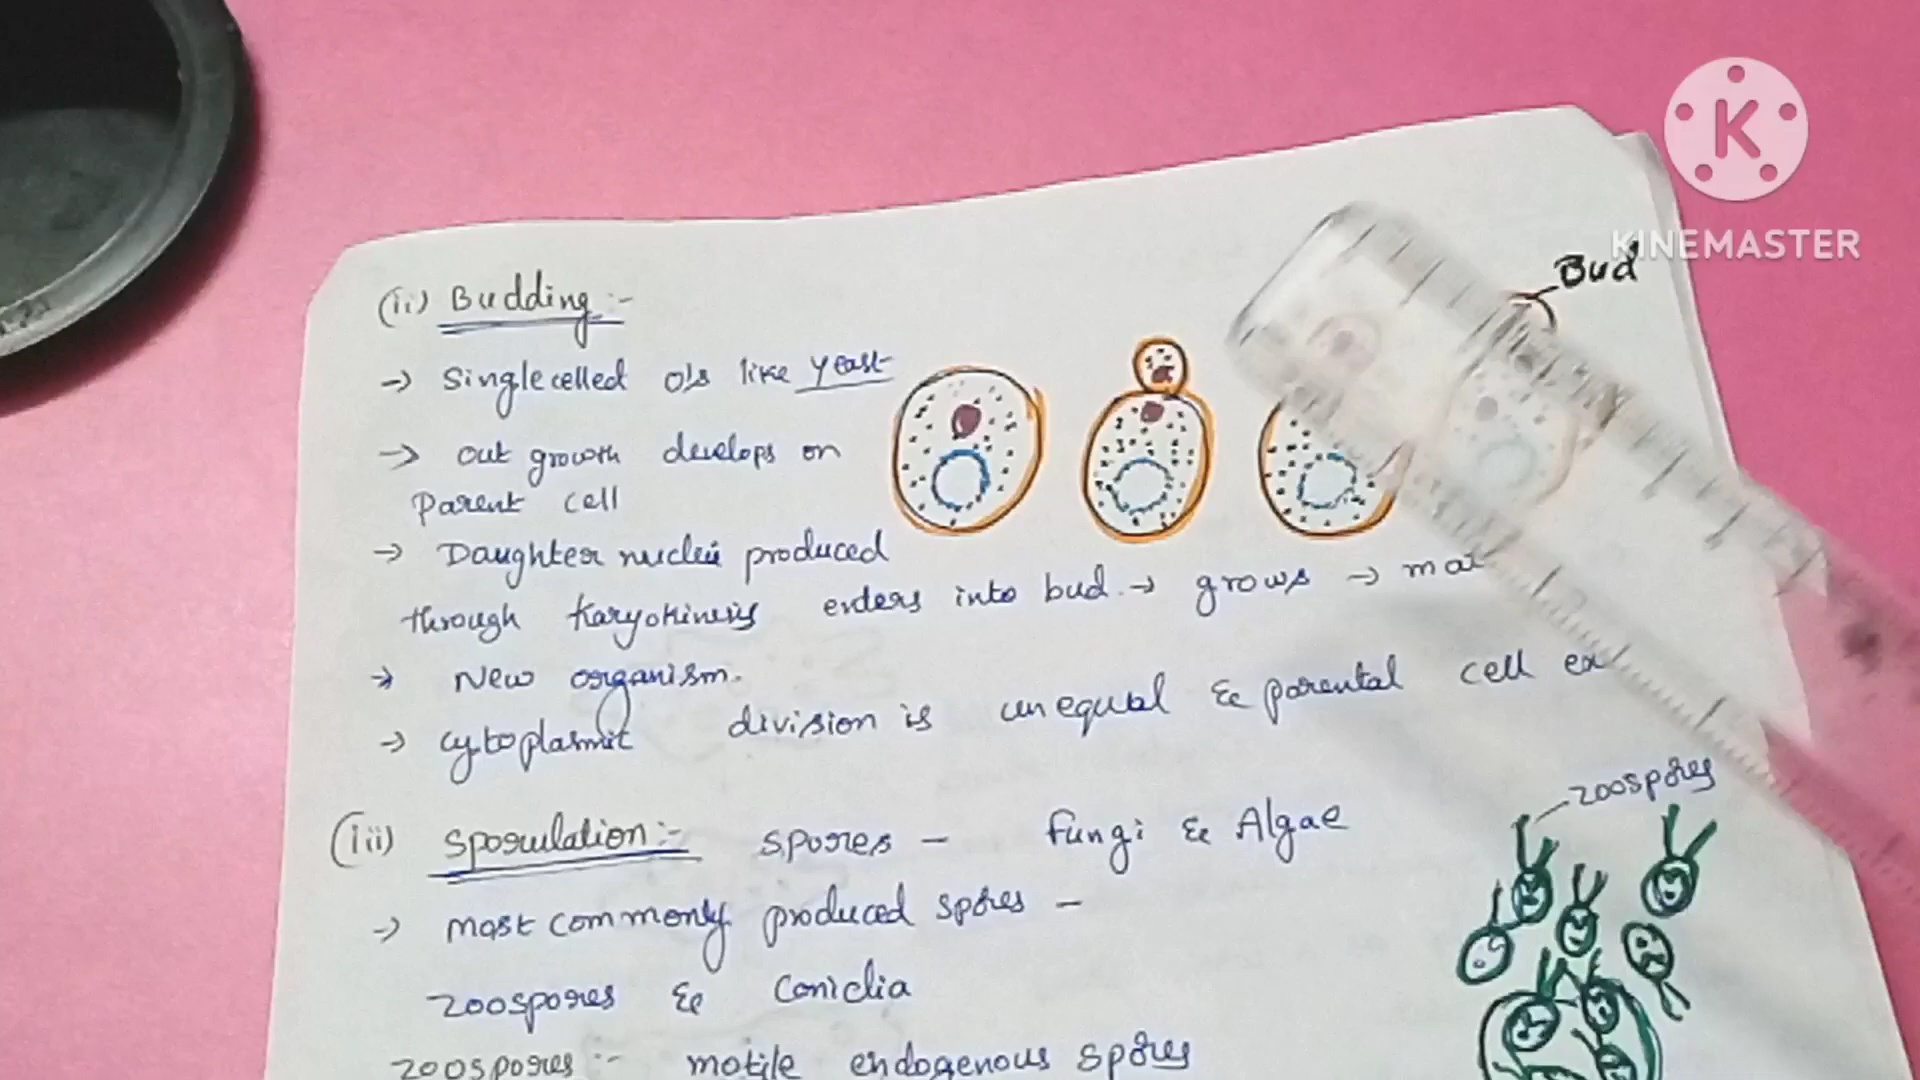 K
KINEMASTER
Bud
(ii) Budding :-
-> Singlecelled o's like yeast
-> out growth develops on
Parent cell
-> Daughter nuclei produced
through Karyokinesis enters into bud. -> grows ->
-> New organism.
-> cytoplasmic division is unequal & parental cell
(iii) Sporulation :- spores - Fungi & Algae
zoospores
-> most commonly produced spores -
zoospores & Conidia
zoospores :- motile endogenous spores